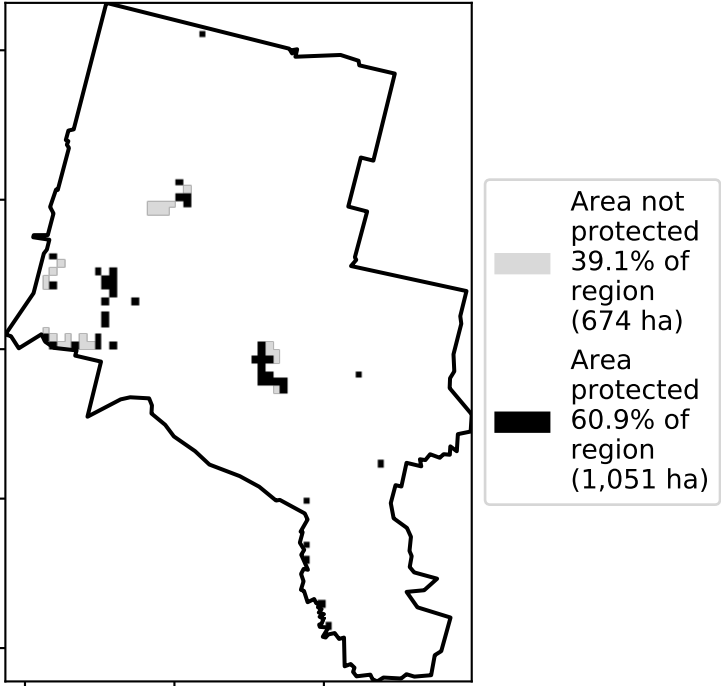 Area not
protected
39.1% of
region
(674 ha)
Area
protected
60.9% of
region
(1,051 ha)